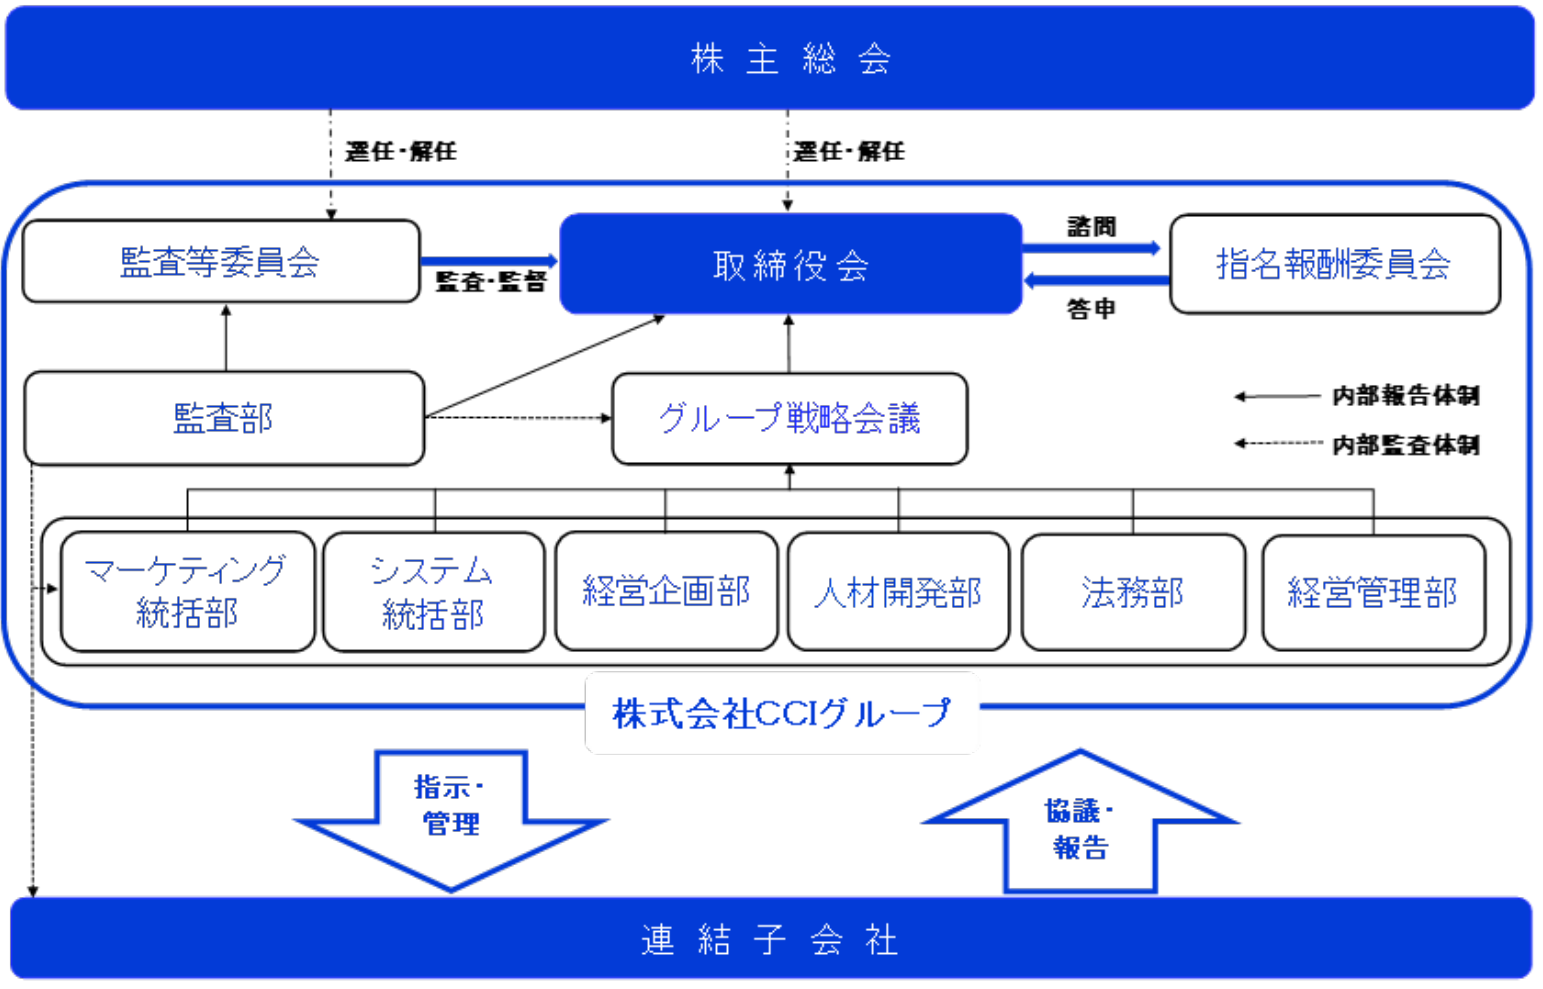 株主総会
選任・解任
選任・解任
監査等委員会
監査・監督
取締役会
諮問
答申
指名報酬委員会
監査部
グループ戦略会議
内部報告体制
内部監査体制
マーケティング
統括部
システム
統括部
経営企画部
人材開発部
法務部
経営管理部
株式会社CCIグループ
指示・
管理
協議・
報告
連結子会社